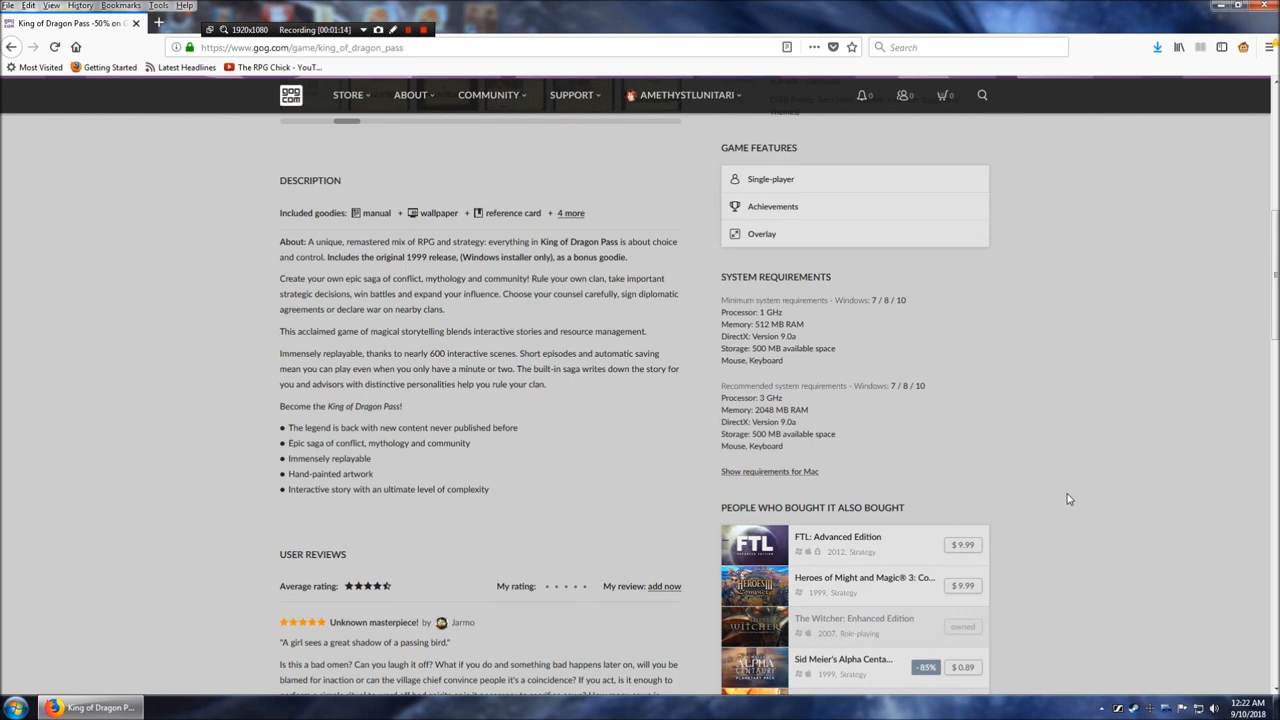 File Edit View History Bookmarks Tools Help
King of Dragon Pass -50% on G
1920x1080 Recording [00:01:14]
https://www.gog.com/game/king_of_dragon_pass
Search
Most Visited Getting Started Latest Headlines The RPG Chick - YouT...
gog com STORE ABOUT COMMUNITY SUPPORT AMETHYSTLUNITARI 0 0 0
DESCRIPTION
Included goodies: manual + wallpaper + reference card + 4 more
About: A unique, remastered mix of RPG and strategy: everything in King of Dragon Pass is about choice
and control. Includes the original 1999 release, (Windows installer only), as a bonus goodie.
Create your own epic saga of conflict, mythology and community! Rule your own clan, take important
strategic decisions, win battles and expand your influence. Choose your counsel carefully, sign diplomatic
agreements or declare war on nearby clans.
This acclaimed game of magical storytelling blends interactive stories and resource management.
Immensely replayable, thanks to nearly 600 interactive scenes. Short episodes and automatic saving
mean you can play even when you only have a minute or two. The built-in saga writes down the story for
you and advisors with distinctive personalities help you rule your clan.
Become the King of Dragon Pass!
● The legend is back with new content never published before
● Epic saga of conflict, mythology and community
● Immensely replayable
● Hand-painted artwork
● Interactive story with an ultimate level of complexity
USER REVIEWS
Average rating: My rating: My review: add now
Unknown masterpiece! by Jarmo
"A girl sees a great shadow of a passing bird."
Is this a bad omen? Can you laugh it off? What if you do and something bad happens later on, will you be
blamed for inaction or can the village chief convince people it's a coincidence? If you act, is it enough to
GAME FEATURES
Single-player
Achievements
Overlay
SYSTEM REQUIREMENTS
Minimum system requirements - Windows: 7 / 8 / 10
Processor: 1 GHz
Memory: 512 MB RAM
DirectX: Version 9.0a
Storage: 500 MB available space
Mouse, Keyboard
Recommended system requirements - Windows: 7 / 8 / 10
Processor: 3 GHz
Memory: 2048 MB RAM
DirectX: Version 9.0a
Storage: 500 MB available space
Mouse, Keyboard
Show requirements for Mac
PEOPLE WHO BOUGHT IT ALSO BOUGHT
FTL FTL: Advanced Edition $ 9.99
2012, Strategy
Heroes of Might and Magic® 3: Co... $ 9.99
1999, Strategy
The Witcher: Enhanced Edition owned
2007, Role-playing
Sid Meier's Alpha Centa... -85% $ 0.89
1999, Strategy
King of Dragon P...
12:22 AM
9/10/2018